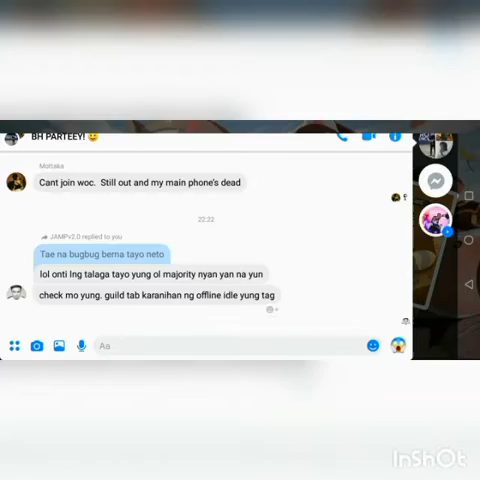 BH PARTEEY! 😀
Mottaka
Cant join woc. Still out and my main phone's dead
22:22
JAMPv2.0 replied to you
Tae na bugbug berna tayo neto
lol onti lng talaga tayo yung ol majority nyan yan na yun
check mo yung. guild tab karanihan ng offline idle yung tag
Aa
InShOt